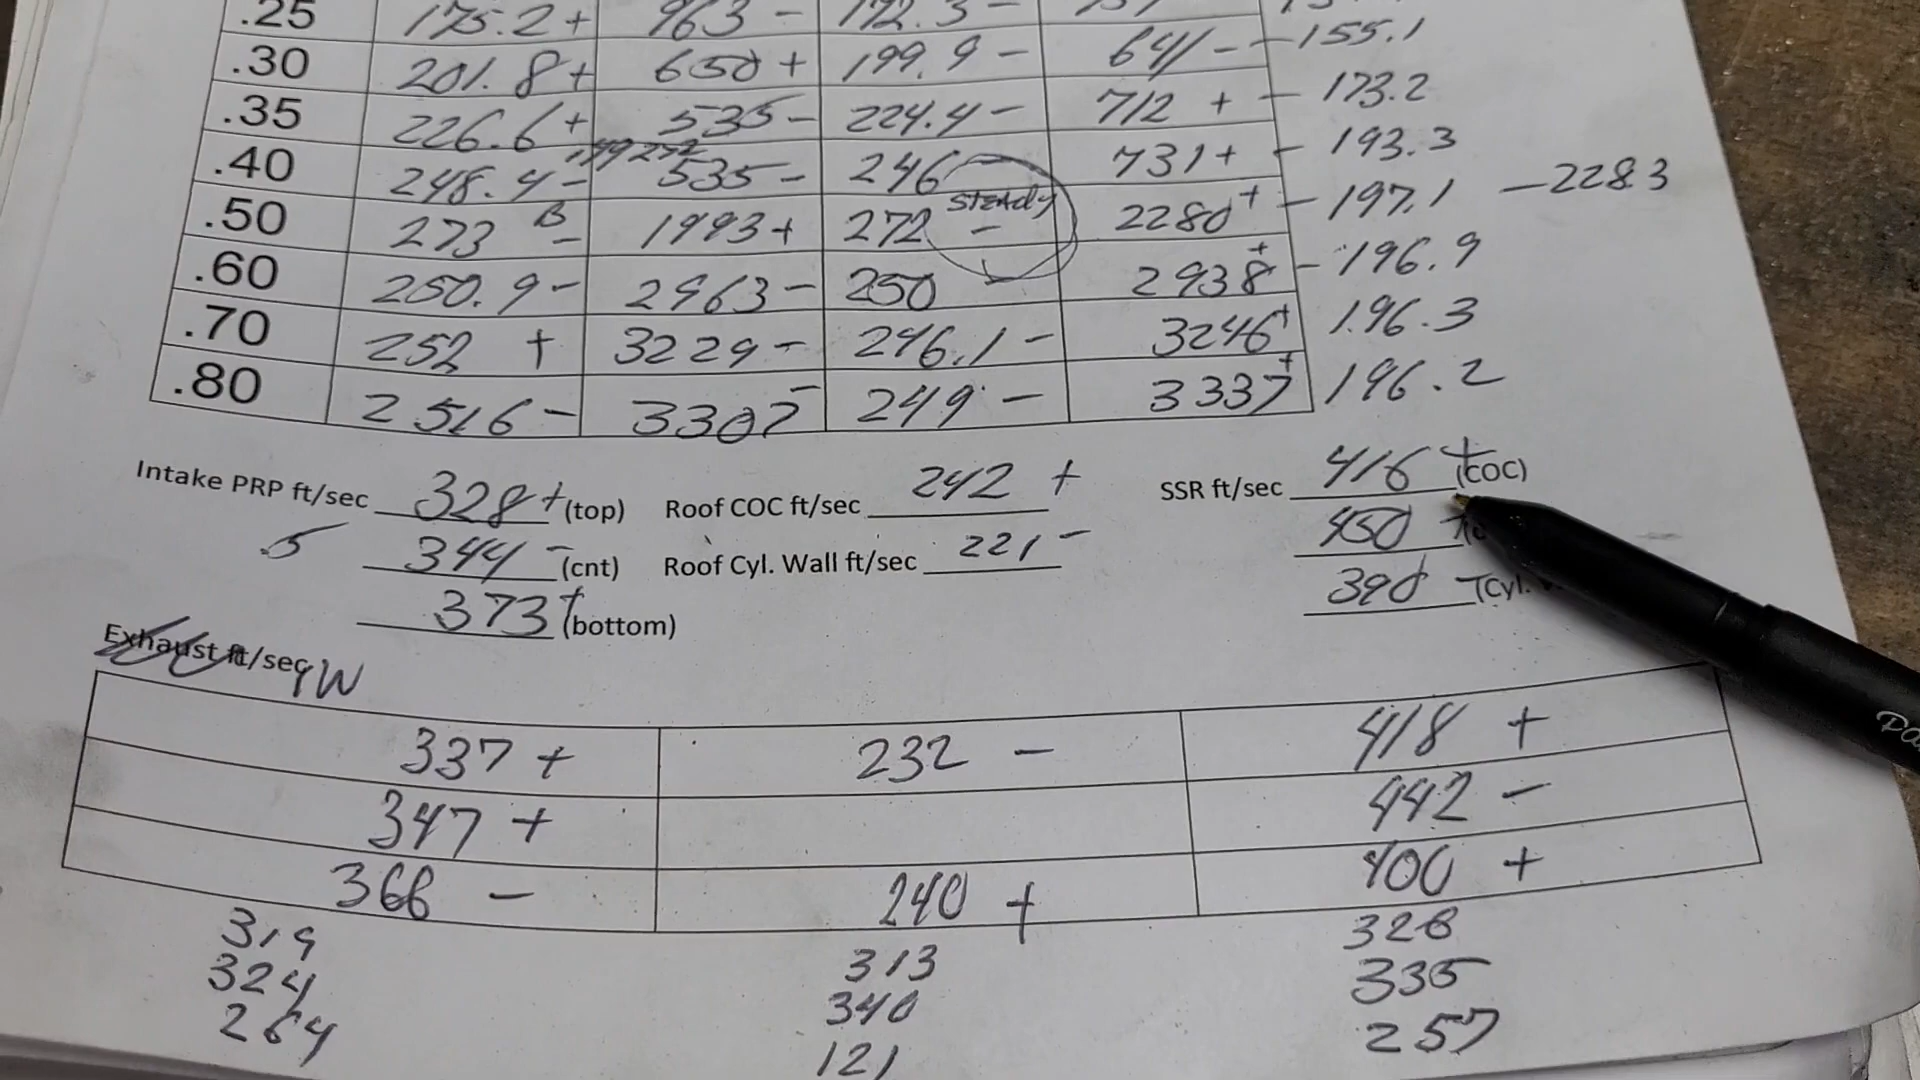 .25 175.2+ 963- 172.3-
.30 201.8+ 650+ 199.9- 641- -155.1
.35 226.6+ 535- 224.4- 712+ -173.2
.40 248.4- 535- 246- 731+ -193.3
.50 273 B- 1993+ 272 STEADY - 2280+ -197.1 -2283
.60 250.9- 2963- 250- 2938+ -196.9
.70 252+ 3229- 246.1- 3246+ 196.3
.80 251.6- 3307- 249- 3337+ 196.2
Intake PRP ft/sec 328+ (top) Roof COC ft/sec 242+ SSR ft/sec 416+ (COC)
.5 344- (cnt) Roof Cyl. Wall ft/sec 221- 450
373+ (bottom) 390 (Cyl.
Exhaust ft/sec
337+ 232- 418+
347+ 442-
366- 240+ 400+
319 313 326
324 340 335
264 121 257